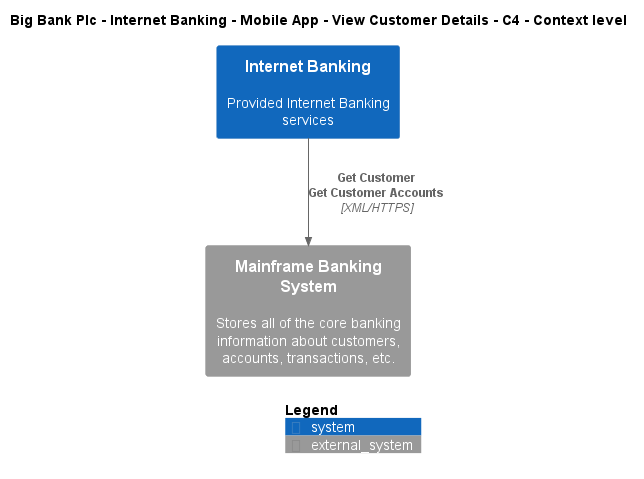 Big Bank Plc - Internet Banking - Mobile App - View Customer Details - C4 - Context level
Internet Banking
Provided Internet Banking
services
Get Customer
Get Customer Accounts
[XML/HTTPS]
Mainframe Banking
System
Stores all of the core banking
information about customers,
accounts, transactions, etc.
Legend
system
external_system